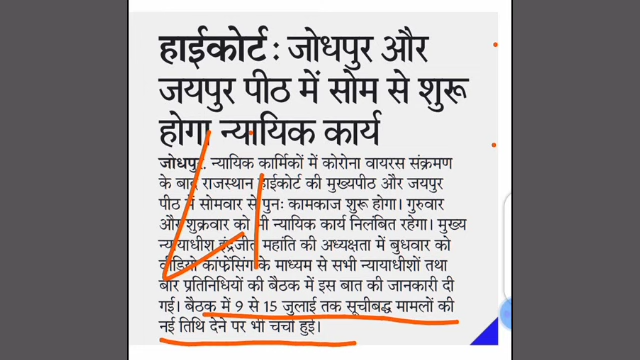 हाईकोर्ट : जोधपुर और
जयपुर पीठ में सोम से शुरू
होगा न्यायिक कार्य
जोधपुर. न्यायिक कार्मिकों में कोरोना वायरस संक्रमण
के बाद राजस्थान हाईकोर्ट की मुख्यपीठ और जयपुर
पीठ में सोमवार से पुनः कामकाज शुरू होगा। गुरुवार
और शुक्रवार को भी न्यायिक कार्य निलंबित रहेगा। मुख्य
न्यायाधीश इंद्रजीत महांति की अध्यक्षता में बुधवार को
वीडियो कांफ्रेंसिंग के माध्यम से सभी न्यायाधीशों तथा
बार प्रतिनिधियों की बैठक में इस बात की जानकारी दी
गई। बैठक में 9 से 15 जुलाई तक सूचीबद्ध मामलों की
नई तिथि देने पर भी चर्चा हुई।